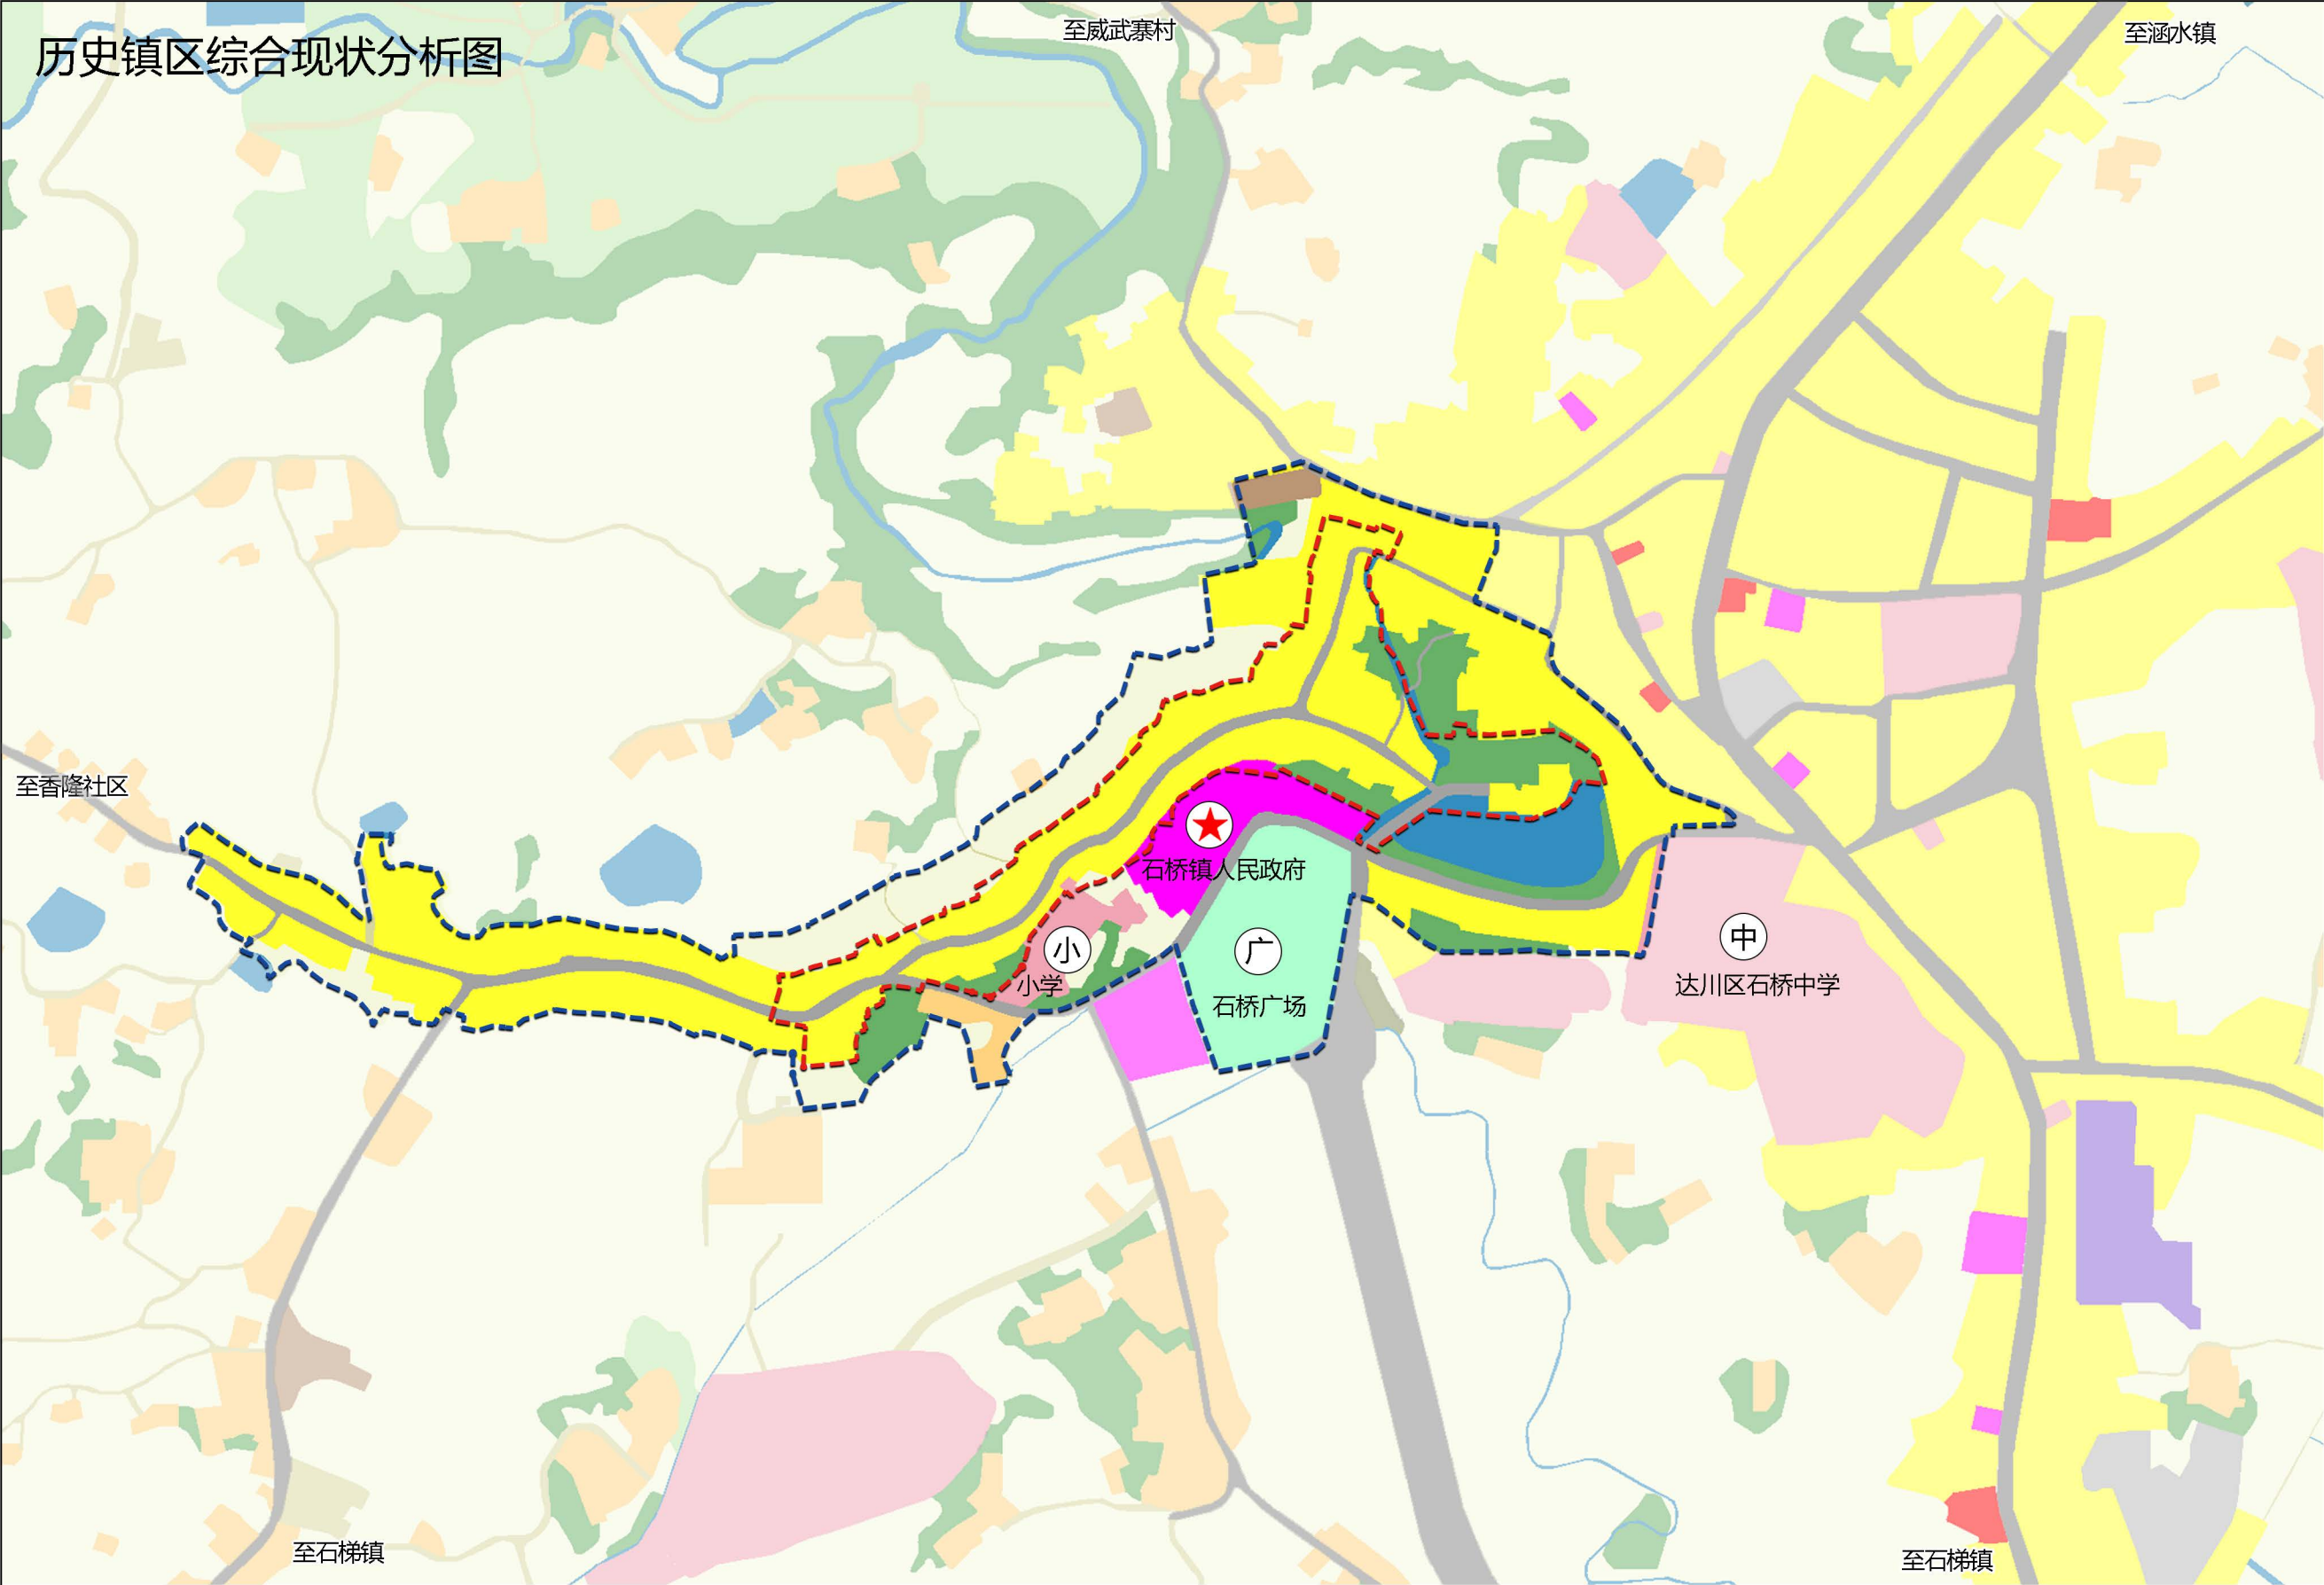 至威武寨村
至涵水镇
历史镇区综合现状分析图
至香隆社区
石桥镇人民政府
小
小学
广
石桥广场
中
达川区石桥中学
至石梯镇
至石梯镇